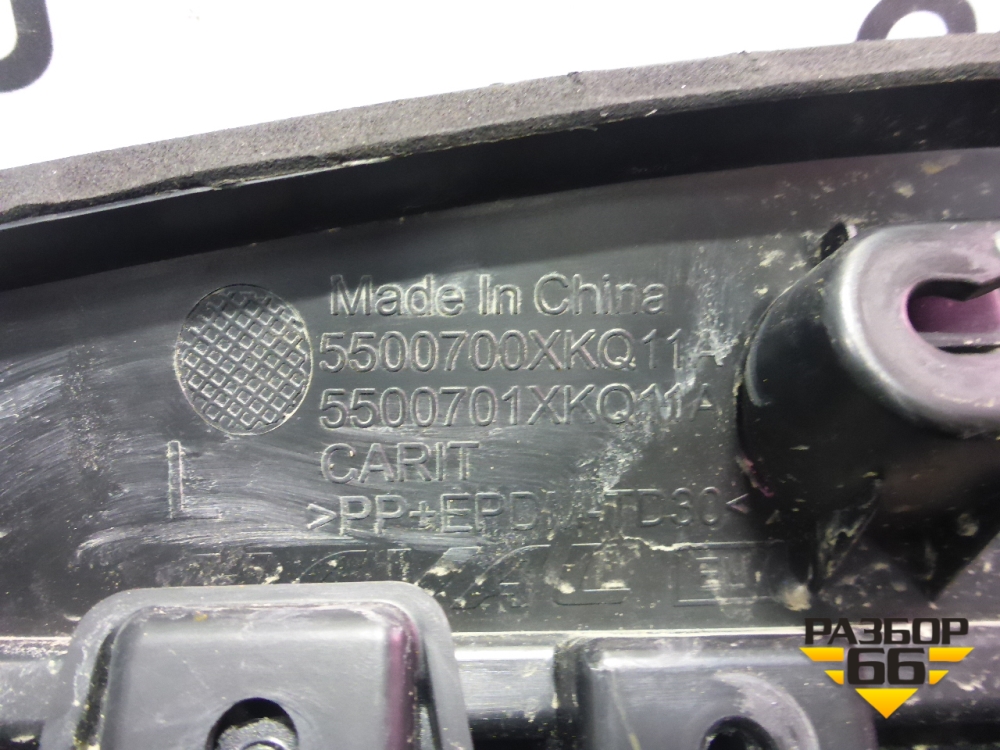 Made In China
5500700XKQ11A
5500701XKQ11A
CARIT
L
>PP+EPDM-TD30<
РАЗБОР
66